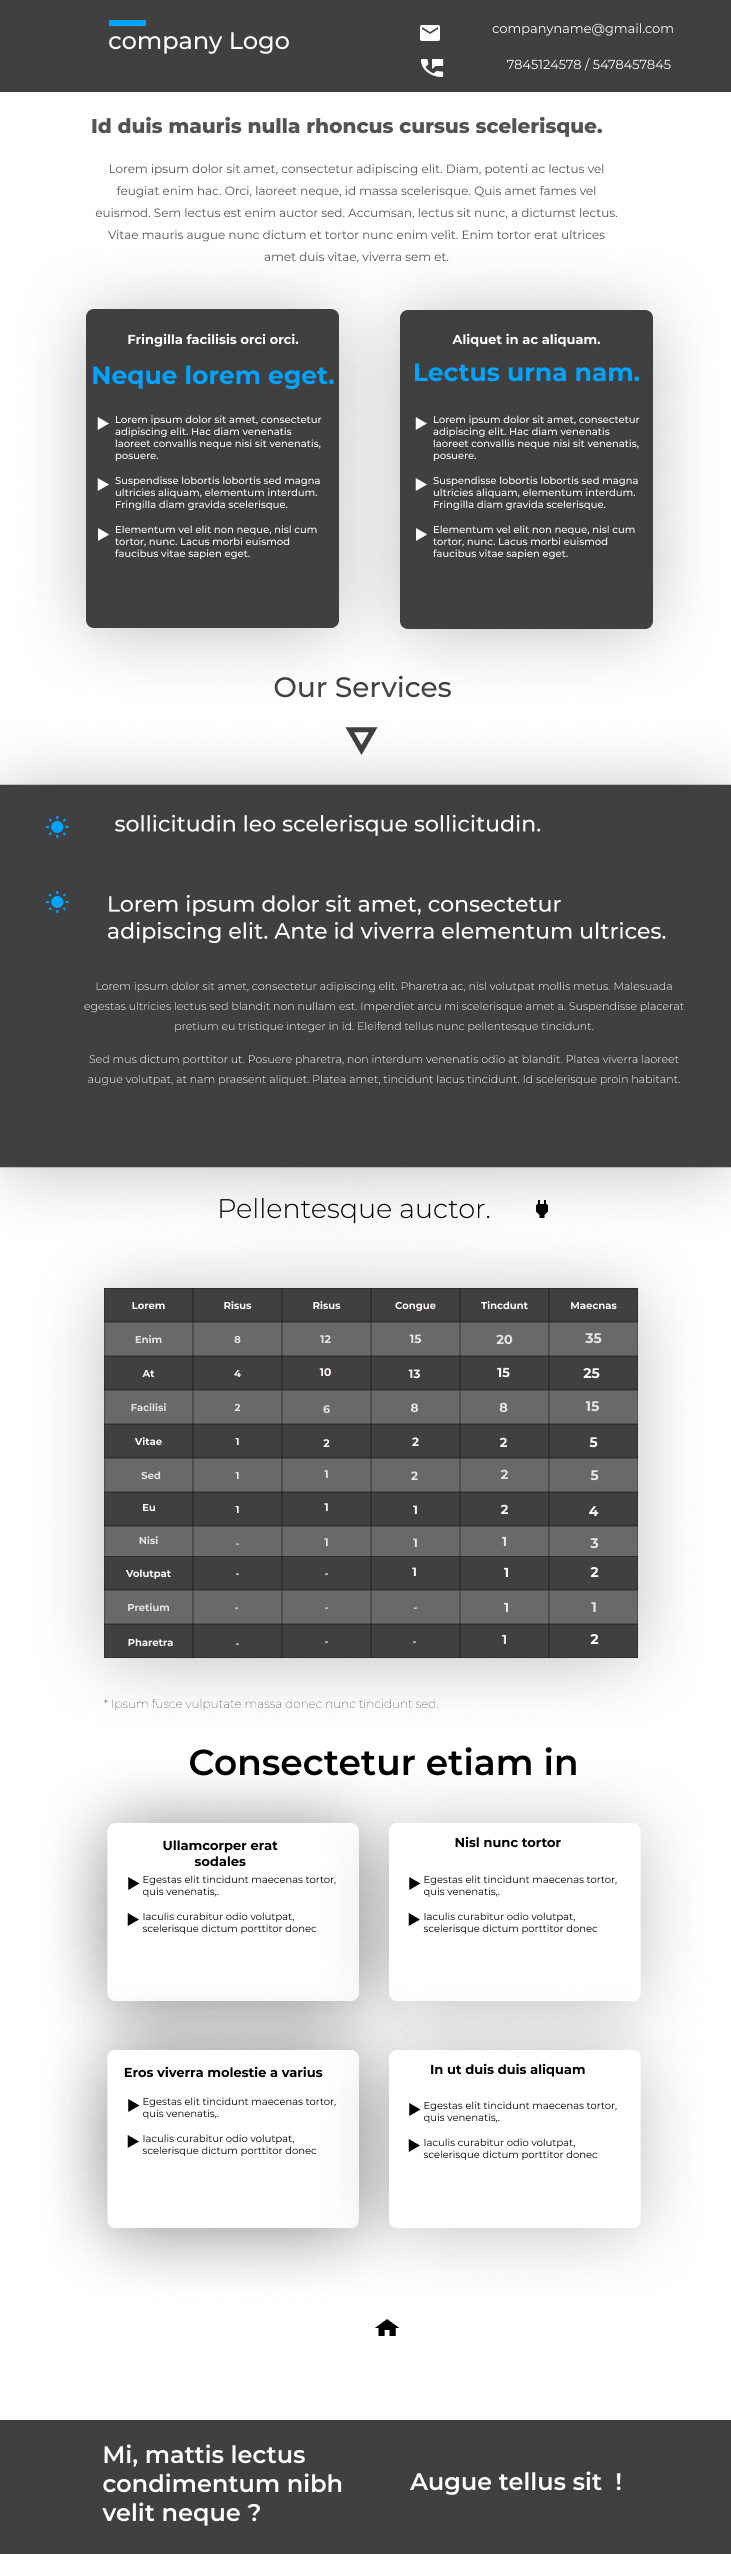 company Logo
companyname@gmail.com
7845124578 / 5478457845
Id duis mauris nulla rhoncus cursus scelerisque.
Lorem ipsum dolor sit amet, consectetur adipiscing elit. Diam, potenti ac lectus vel
feugiat enim hac. Orci, laoreet neque, id massa scelerisque. Quis amet fames vel
euismod. Sem lectus est enim auctor sed. Accumsan, lectus sit nunc, a dictumst lectus.
Vitae mauris augue nunc dictum et tortor nunc enim velit. Enim tortor erat ultrices
amet duis vitae, viverra sem et.
Fringilla facilisis orci orci.
Neque lorem eget.
Lorem ipsum dolor sit amet, consectetur
adipiscing elit. Hac diam venenatis
laoreet convallis neque nisi sit venenatis,
posuere.
Suspendisse lobortis lobortis sed magna
ultricies aliquam, elementum interdum.
Fringilla diam gravida scelerisque.
Elementum vel elit non neque, nisl cum
tortor, nunc. Lacus morbi euismod
faucibus vitae sapien eget.
Aliquet in ac aliquam.
Lectus urna nam.
Lorem ipsum dolor sit amet, consectetur
adipiscing elit. Hac diam venenatis
laoreet convallis neque nisi sit venenatis,
posuere.
Suspendisse lobortis lobortis sed magna
ultricies aliquam, elementum interdum.
Fringilla diam gravida scelerisque.
Elementum vel elit non neque, nisl cum
tortor, nunc. Lacus morbi euismod
faucibus vitae sapien eget.
Our Services
sollicitudin leo scelerisque sollicitudin.
Lorem ipsum dolor sit amet, consectetur
adipiscing elit. Ante id viverra elementum ultrices.
Lorem ipsum dolor sit amet, consectetur adipiscing elit. Pharetra ac, nisl volutpat mollis metus. Malesuada
egestas ultricies lectus sed blandit non nullam est. Imperdiet arcu mi scelerisque amet a. Suspendisse placerat
pretium eu tristique integer in id. Eleifend tellus nunc pellentesque tincidunt.
Sed mus dictum porttitor ut. Posuere pharetra, non interdum venenatis odio at blandit. Platea viverra laoreet
augue volutpat, at nam praesent aliquet. Platea amet, tincidunt lacus tincidunt. Id scelerisque proin habitant.
Pellentesque auctor.
Lorem Risus Risus Congue Tincdunt Maecnas
Enim 8 12 15 20 35
At 4 10 13 15 25
Facilisi 2 6 8 8 15
Vitae 1 2 2 2 5
Sed 1 1 2 2 5
Eu 1 1 1 2 4
Nisi - 1 1 1 3
Volutpat - - 1 1 2
Pretium - - - 1 1
Pharetra - - - 1 2
* Ipsum fusce vulputate massa donec nunc tincidunt sed.
Consectetur etiam in
Ullamcorper erat
sodales
Egestas elit tincidunt maecenas tortor,
quis venenatis,.
Iaculis curabitur odio volutpat,
scelerisque dictum porttitor donec
Nisl nunc tortor
Egestas elit tincidunt maecenas tortor,
quis venenatis,.
Iaculis curabitur odio volutpat,
scelerisque dictum porttitor donec
Eros viverra molestie a varius
Egestas elit tincidunt maecenas tortor,
quis venenatis,.
Iaculis curabitur odio volutpat,
scelerisque dictum porttitor donec
In ut duis duis aliquam
Egestas elit tincidunt maecenas tortor,
quis venenatis,.
Iaculis curabitur odio volutpat,
scelerisque dictum porttitor donec
Mi, mattis lectus
condimentum nibh
velit neque ?
Augue tellus sit !